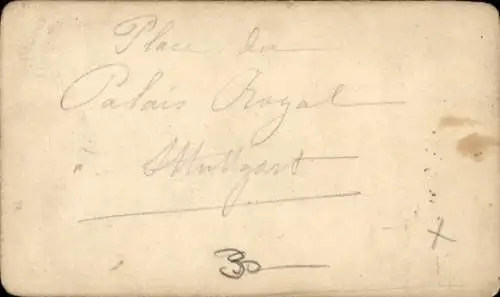 Place du
Palais Royal
à Stuttgart
30
x